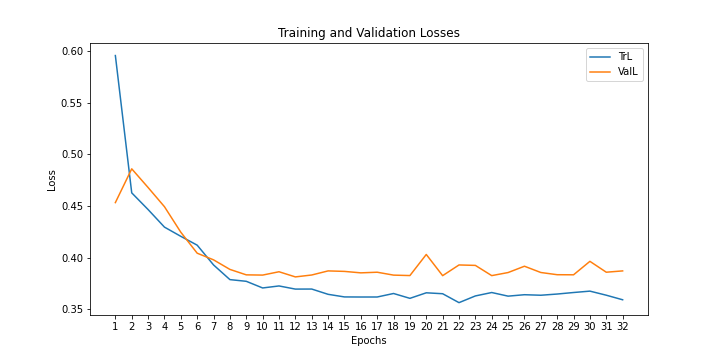 Training and Validation Losses
0.60
0.55
0.50
0.45
0.40
0.35
Loss
TrL
ValL
1 2 3 4 5 6 7 8 9 10 11 12 13 14 15 16 17 18 19 20 21 22 23 24 25 26 27 28 29 30 31 32
Epochs